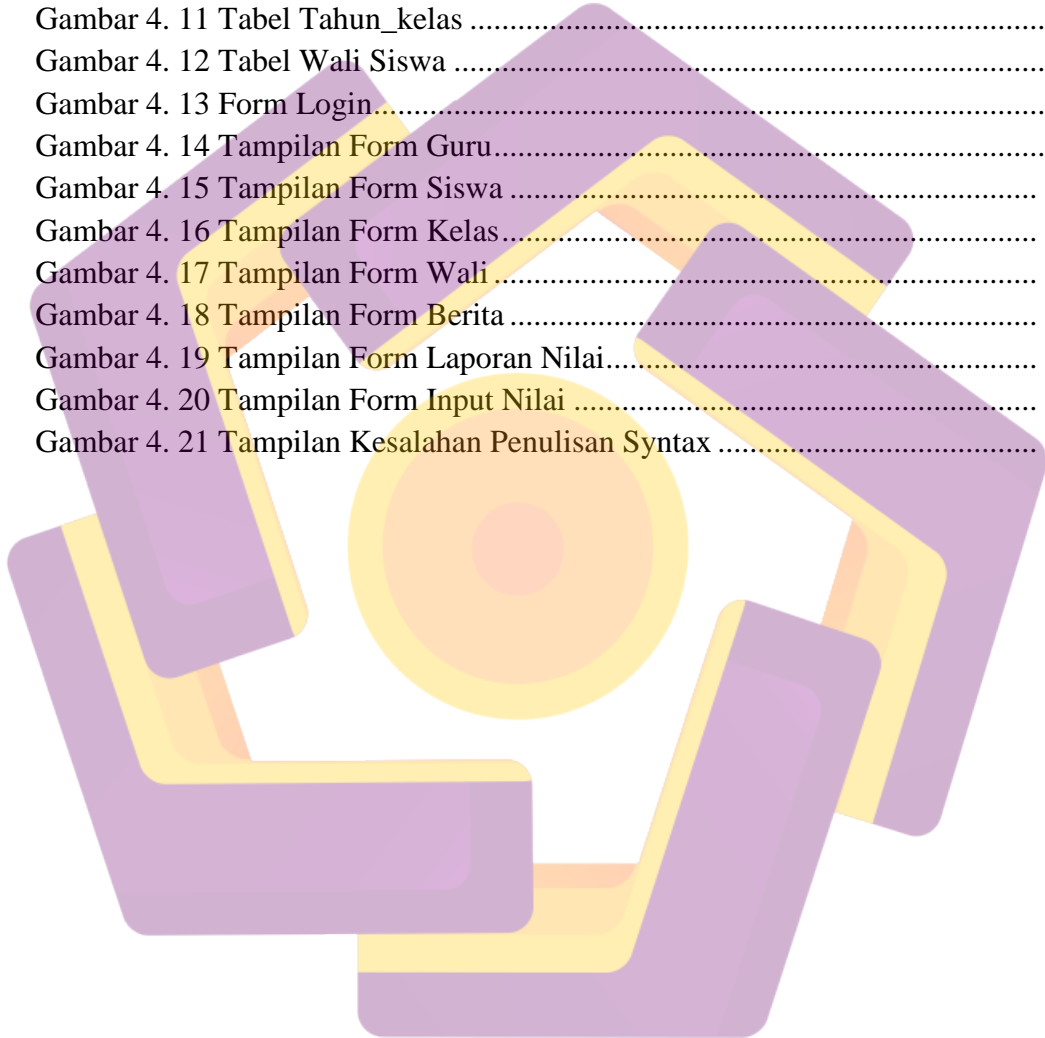 Gambar 4. 11 Tabel Tahun_kelas ......................................................................
Gambar 4. 12 Tabel Wali Siswa ........................................................................
Gambar 4. 13 Form Login..................................................................................
Gambar 4. 14 Tampilan Form Guru...................................................................
Gambar 4. 15 Tampilan Form Siswa .................................................................
Gambar 4. 16 Tampilan Form Kelas..................................................................
Gambar 4. 17 Tampilan Form Wali...................................................................
Gambar 4. 18 Tampilan Form Berita .................................................................
Gambar 4. 19 Tampilan Form Laporan Nilai.....................................................
Gambar 4. 20 Tampilan Form Input Nilai .........................................................
Gambar 4. 21 Tampilan Kesalahan Penulisan Syntax .......................................